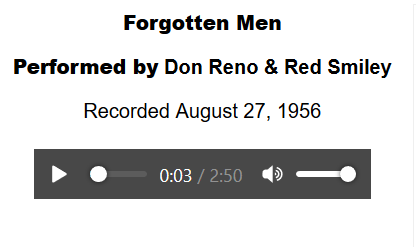 Forgotten Men
Performed by Don Reno & Red Smiley
Recorded August 27, 1956
0:03 / 2:50